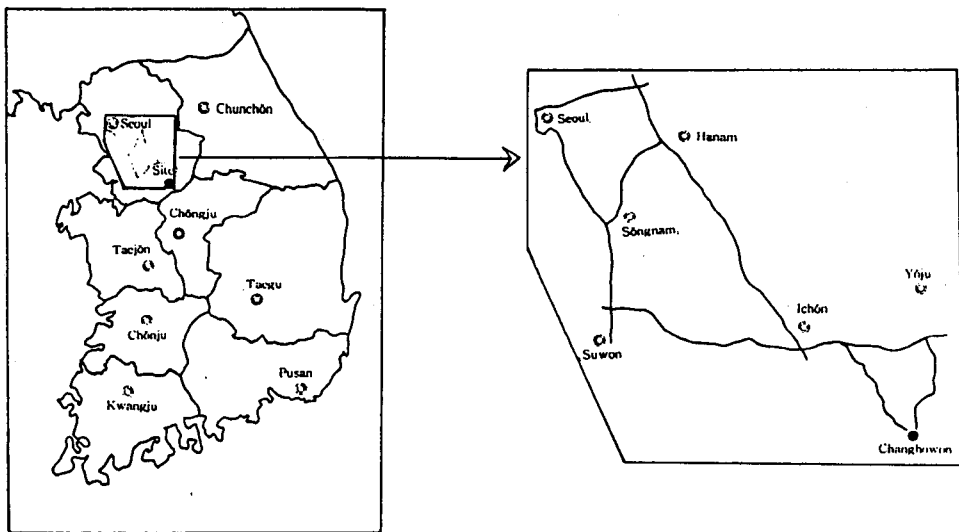 Chunchŏn
Seoul
Site
Chŏngju
Taejŏn
Taegu
Chŏnju
Pusan
Kwangju
Seoul
Hanam
Sŏngnam
Yŏju
Ichŏn
Suwon
Changhowon